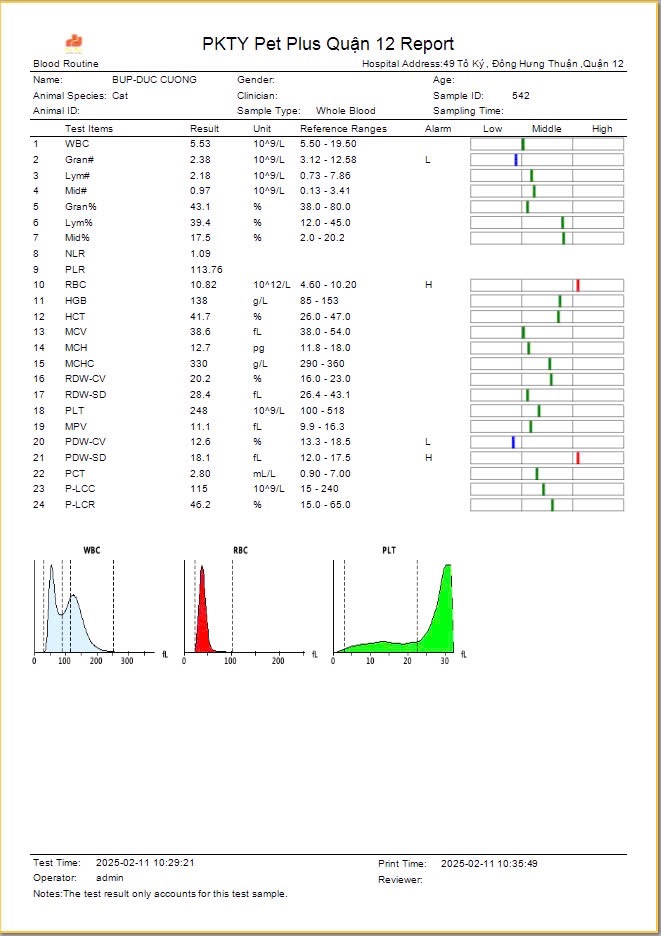 PKTY Pet Plus Quận 12 Report
Blood Routine Hospital Address:49 Tô Ký , Đông Hưng Thuận ,Quận 12
Name: BUP-DUC CUONG Gender: Age:
Animal Species: Cat Clinician: Sample ID: 542
Animal ID: Sample Type: Whole Blood Sampling Time:
Test Items Result Unit Reference Ranges Alarm Low Middle High
1 WBC 5.53 10^9/L 5.50 - 19.50
2 Gran# 2.38 10^9/L 3.12 - 12.58 L
3 Lym# 2.18 10^9/L 0.73 - 7.86
4 Mid# 0.97 10^9/L 0.13 - 3.41
5 Gran% 43.1 % 38.0 - 80.0
6 Lym% 39.4 % 12.0 - 45.0
7 Mid% 17.5 % 2.0 - 20.2
8 NLR 1.09
9 PLR 113.76
10 RBC 10.82 10^12/L 4.60 - 10.20 H
11 HGB 138 g/L 85 - 153
12 HCT 41.7 % 26.0 - 47.0
13 MCV 38.6 fL 38.0 - 54.0
14 MCH 12.7 pg 11.8 - 18.0
15 MCHC 330 g/L 290 - 360
16 RDW-CV 20.2 % 16.0 - 23.0
17 RDW-SD 28.4 fL 26.4 - 43.1
18 PLT 248 10^9/L 100 - 518
19 MPV 11.1 fL 9.9 - 16.3
20 PDW-CV 12.6 % 13.3 - 18.5 L
21 PDW-SD 18.1 fL 12.0 - 17.5 H
22 PCT 2.80 mL/L 0.90 - 7.00
23 P-LCC 115 10^9/L 15 - 240
24 P-LCR 46.2 % 15.0 - 65.0
WBC RBC PLT
0 100 200 300 fL 0 100 200 fL 0 10 20 30 fL
Test Time: 2025-02-11 10:29:21 Print Time: 2025-02-11 10:35:49
Operator: admin Reviewer:
Notes:The test result only accounts for this test sample.